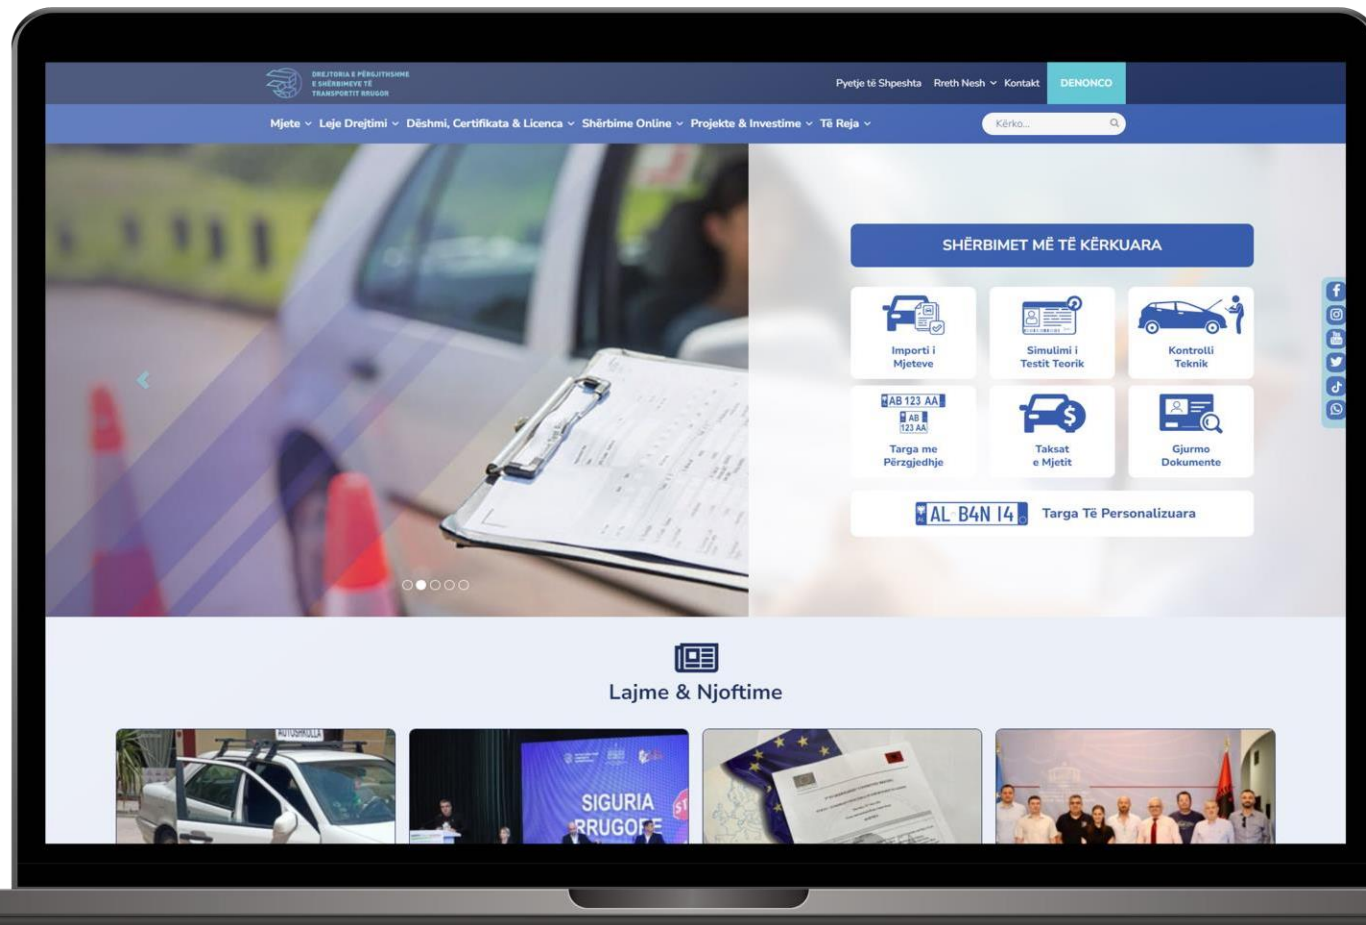 DREJTORIA E PËRGJITHSHME
E SHËRBIMEVE TË
TRANSPORTIT RRUGOR
Pyetje të Shpeshta Rreth Nesh Kontakt DENONCO
Mjete Leje Drejtimi Dëshmi, Certifikata & Licenca Shërbime Online Projekte & Investime Të Reja
Kërko...
SHËRBIMET MË TË KËRKUARA
Importi i
Mjeteve
Simulimi i
Testit Teorik
Kontrolli
Teknik
AB 123 AA
AB
123 AA
Targa me
Përzgjedhje
Taksat
e Mjetit
Gjurmo
Dokumente
AL B4N I4
Targa Të Personalizuara
Lajme & Njoftime
AUTOSHKOLLA
SIGURIA
RRUGORE